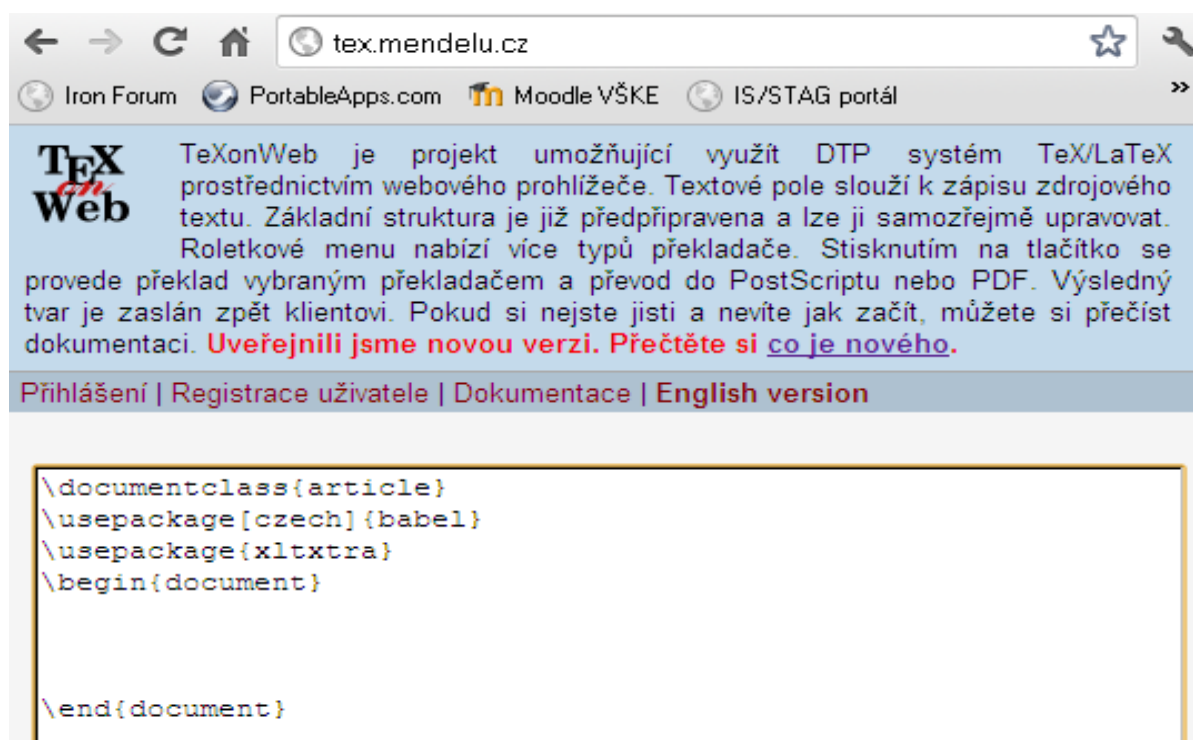 tex.mendelu.cz
Iron Forum PortableApps.com Moodle VŠKE IS/STAG portál »
TeX on Web
TeXonWeb je projekt umožňující využít DTP systém TeX/LaTeX
prostřednictvím webového prohlížeče. Textové pole slouží k zápisu zdrojového
textu. Základní struktura je již předpřipravena a lze ji samozřejmě upravovat.
Roletkové menu nabízí více typů překladače. Stisknutím na tlačítko se
provede překlad vybraným překladačem a převod do PostScriptu nebo PDF. Výsledný
tvar je zaslán zpět klientovi. Pokud si nejste jisti a nevíte jak začít, můžete si přečíst
dokumentaci. Uveřejnili jsme novou verzi. Přečtěte si co je nového.
Přihlášení | Registrace uživatele | Dokumentace | English version
\documentclass{article}
\usepackage[czech]{babel}
\usepackage{xltxtra}
\begin{document}
\end{document}